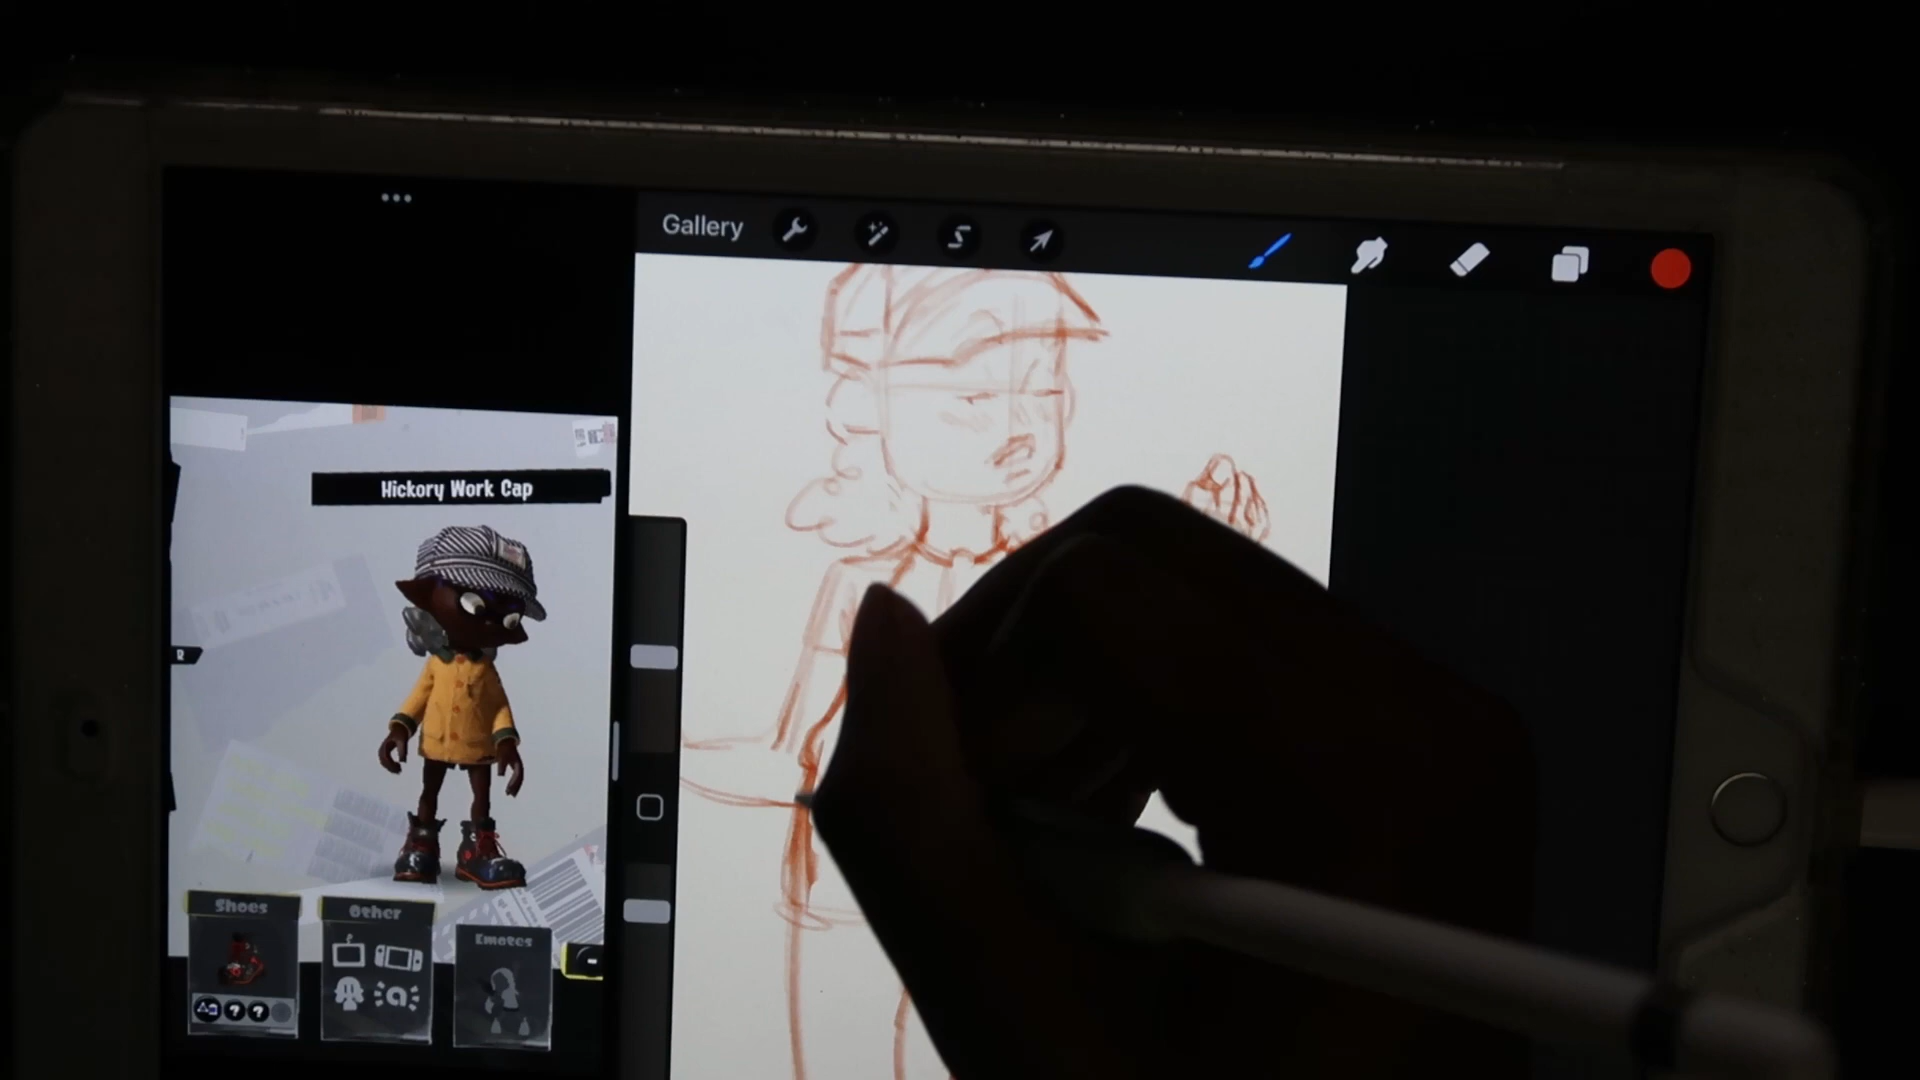 Gallery
Hickory Work Cap
R
Shoes
Other
Emotes
? ?